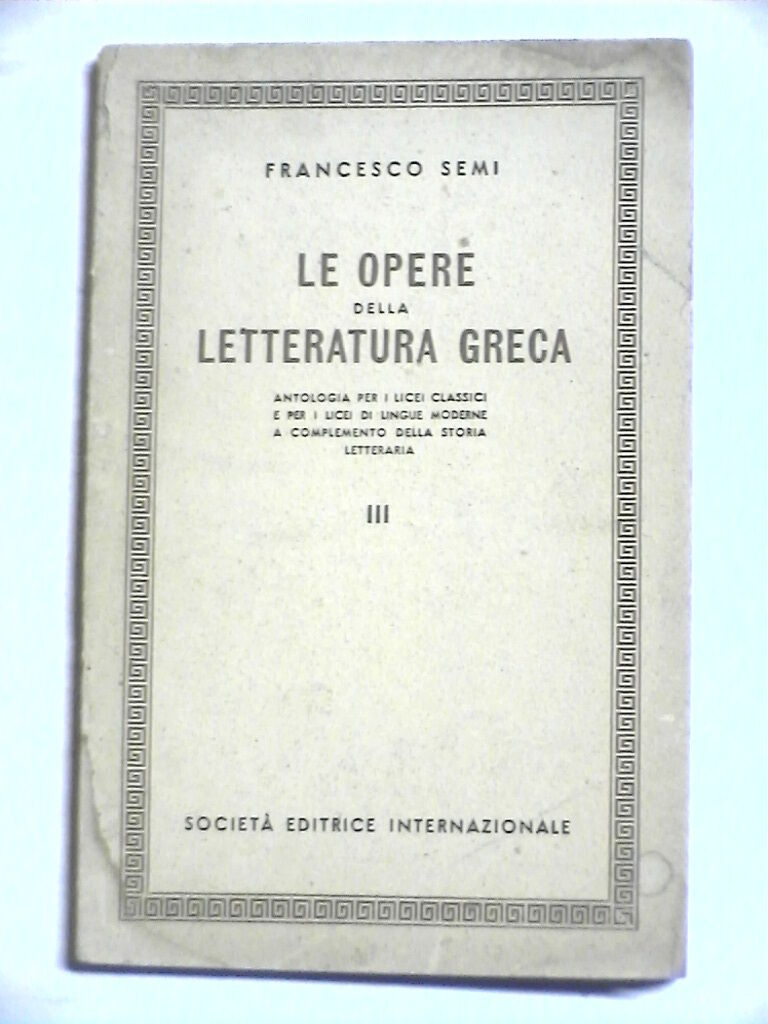 FRANCESCO SEMI
LE OPERE
DELLA
LETTERATURA GRECA
ANTOLOGIA PER I LICEI CLASSICI
E PER I LICEI DI LINGUE MODERNE
A COMPLEMENTO DELLA STORIA
LETTERARIA
III
SOCIETÀ EDITRICE INTERNAZIONALE